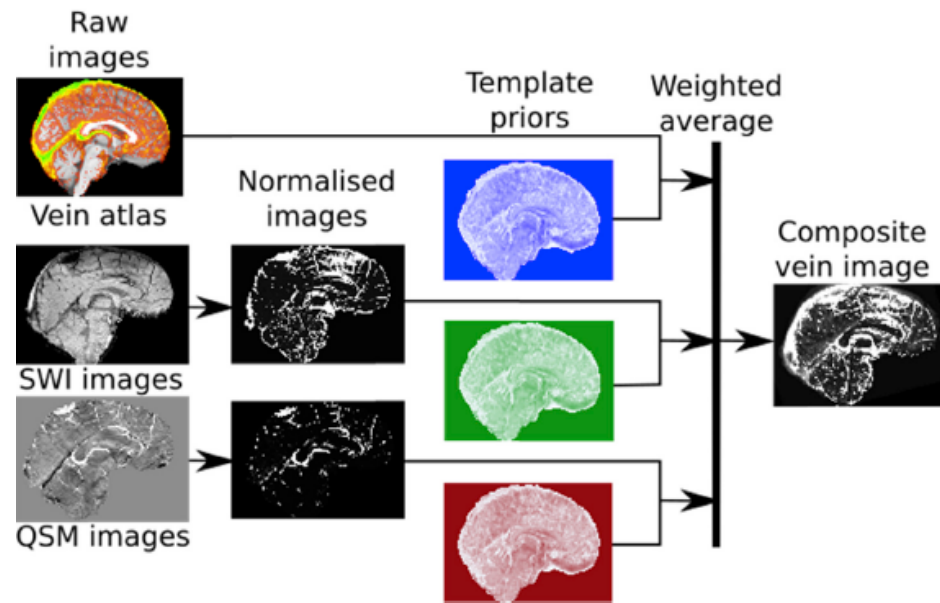 Raw
images
Vein atlas
SWI images
QSM images
Normalised
images
Template
priors
Weighted
average
Composite
vein image